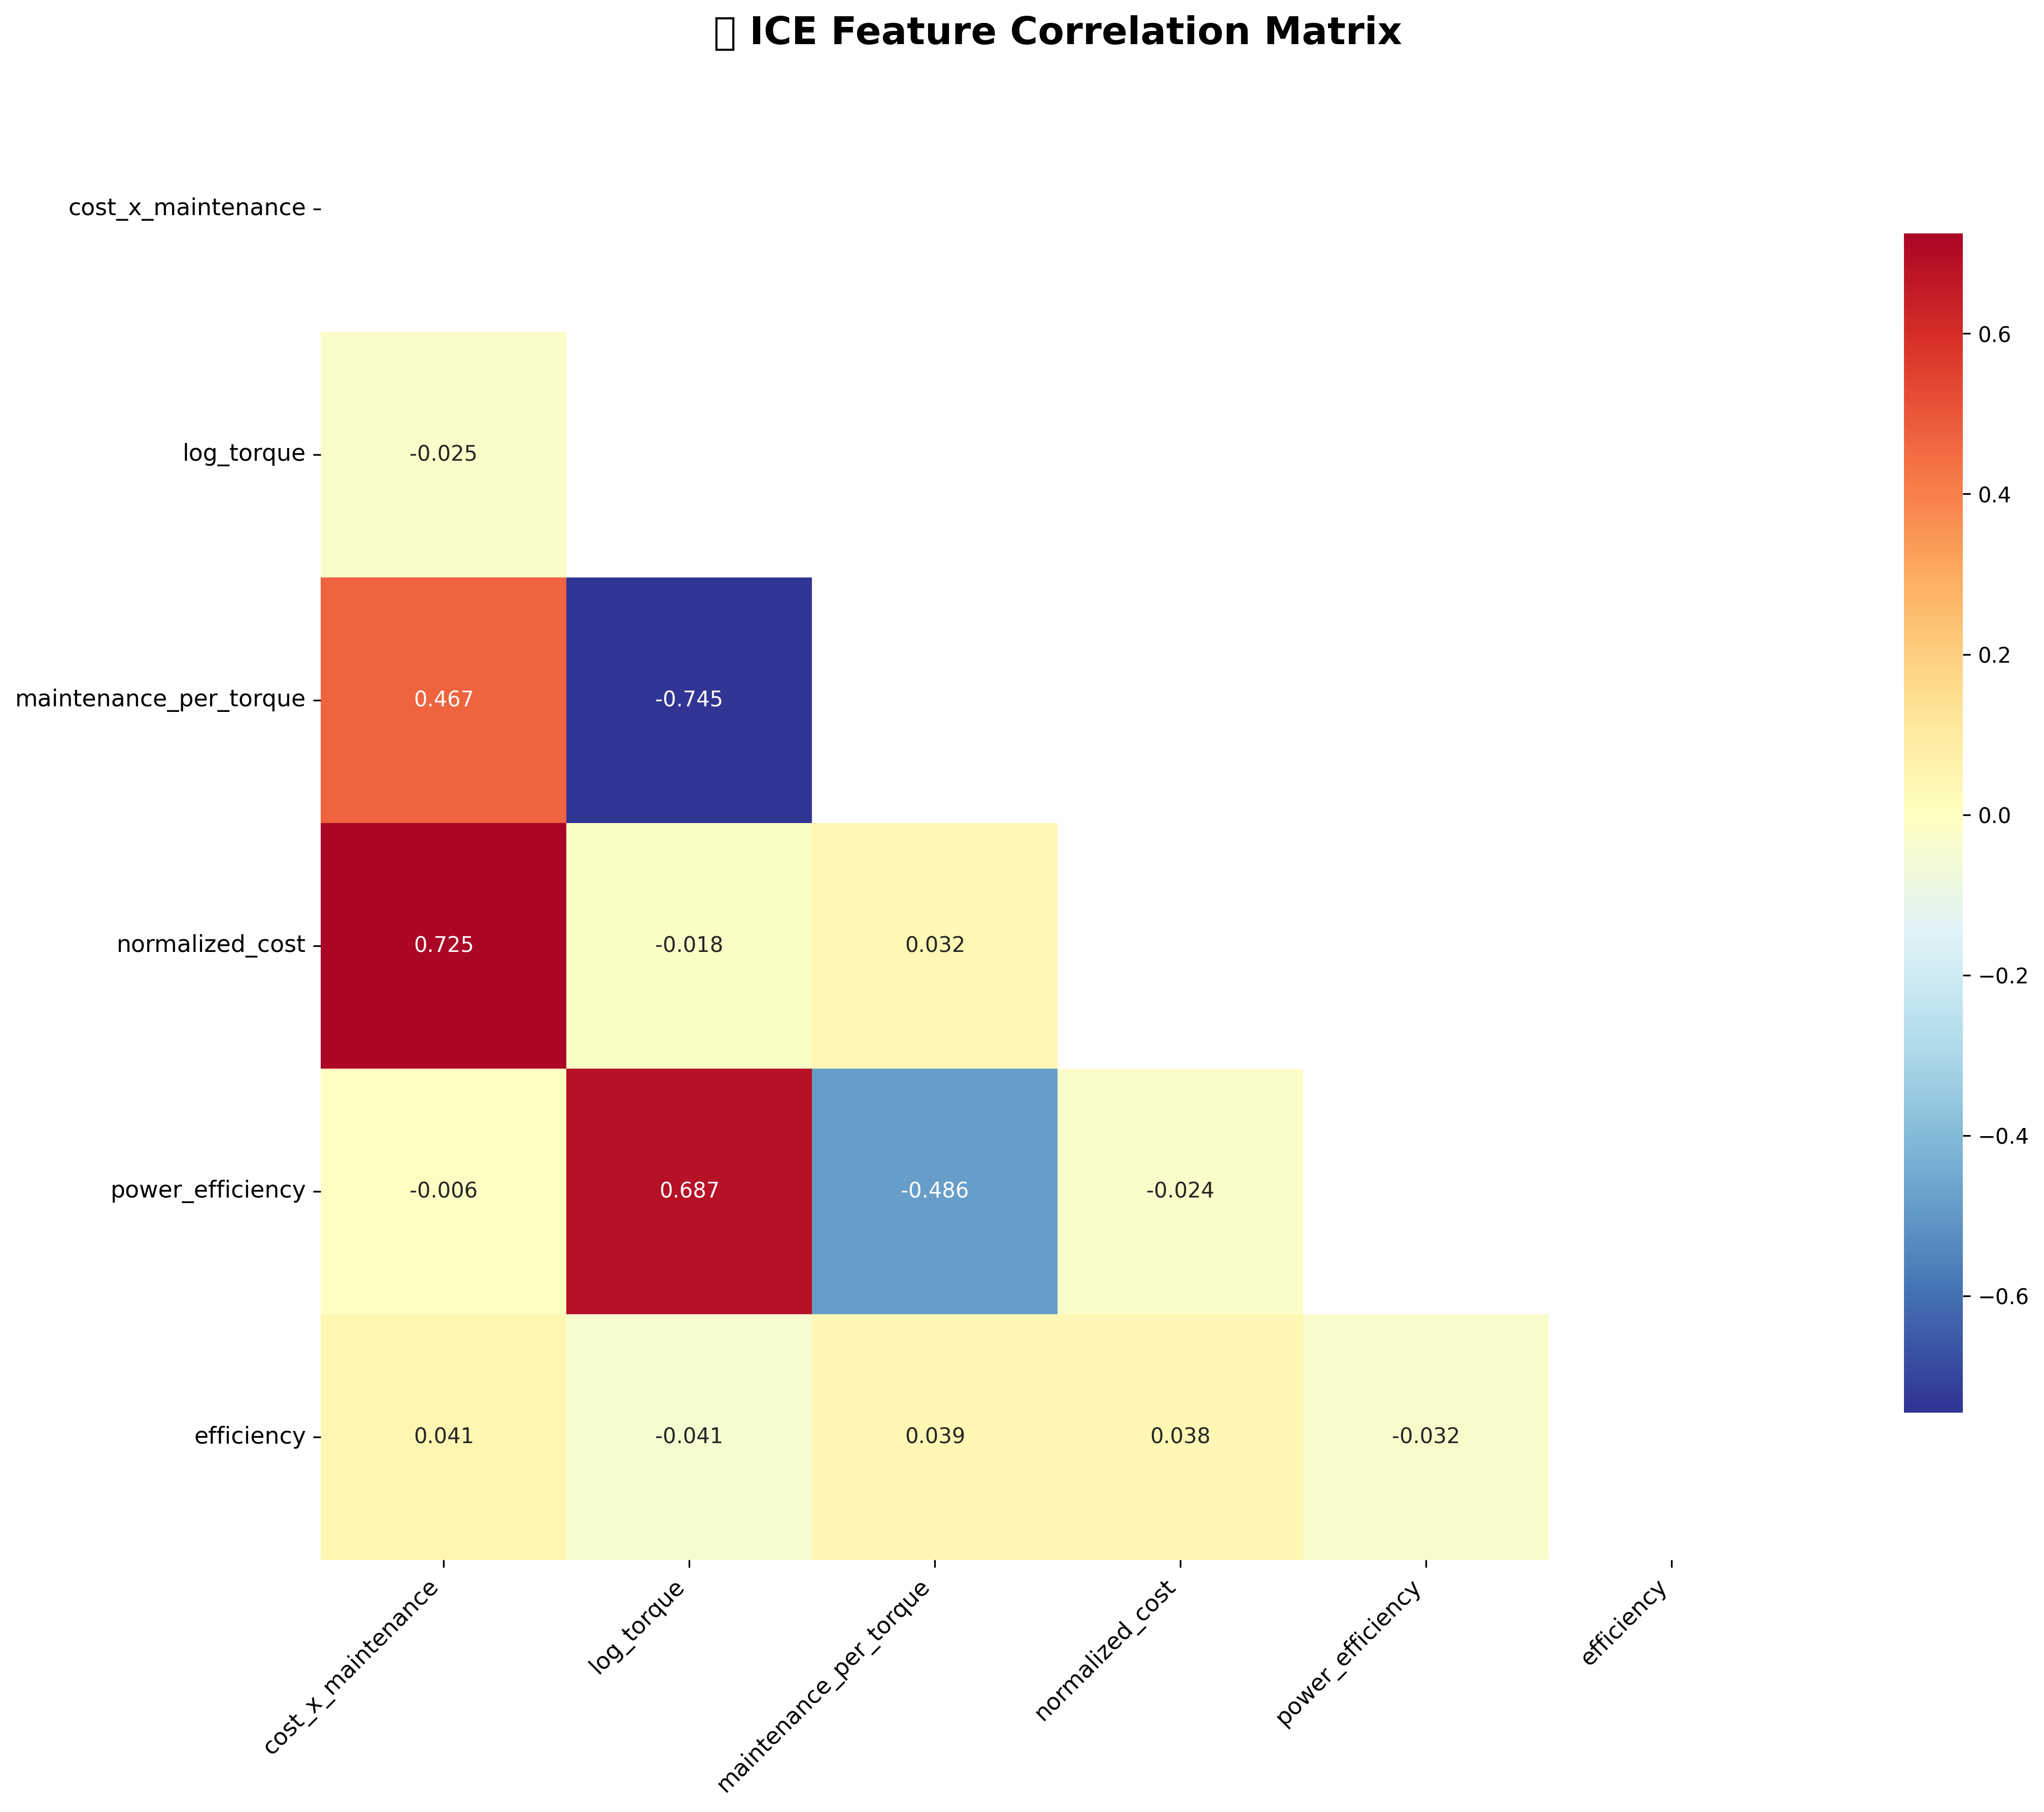 ▯ ICE Feature Correlation Matrix
cost_x_maintenance
log_torque
-0.025
maintenance_per_torque
0.467
-0.745
normalized_cost
0.725
-0.018
0.032
power_efficiency
-0.006
0.687
-0.486
-0.024
efficiency
0.041
-0.041
0.039
0.038
-0.032
cost_x_maintenance
log_torque
maintenance_per_torque
normalized_cost
power_efficiency
efficiency
0.6
0.4
0.2
0.0
−0.2
−0.4
−0.6